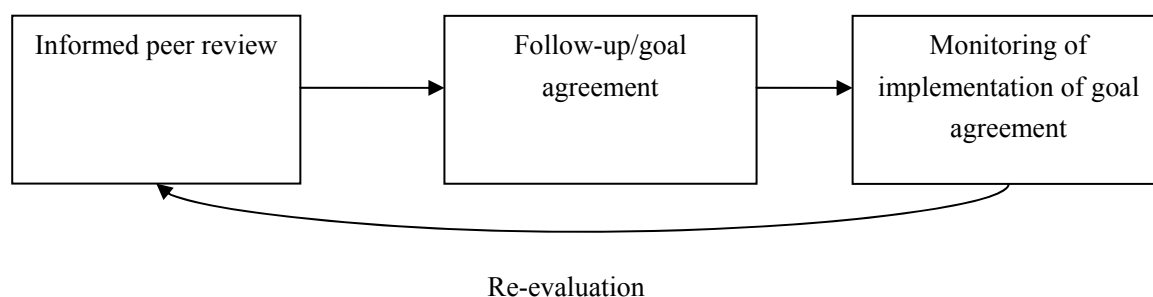 Informed peer review
Follow-up/goal
agreement
Monitoring of
implementation of goal
agreement
Re-evaluation